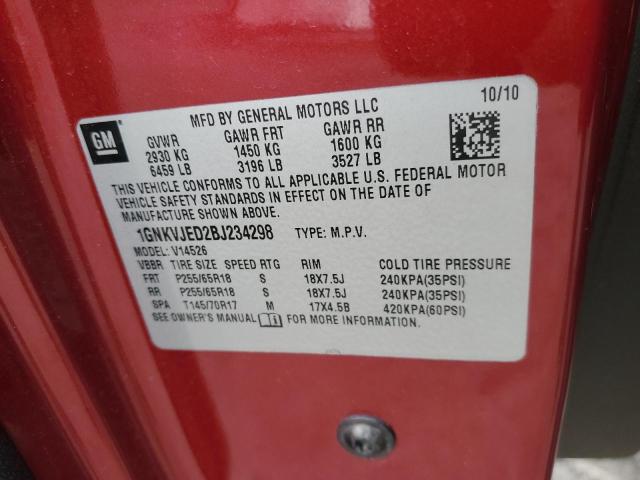 MFD BY GENERAL MOTORS LLC 10/10
GM
GVWR GAWR FRT GAWR RR
2930 KG 1450 KG 1600 KG
6459 LB 3196 LB 3527 LB
THIS VEHICLE CONFORMS TO ALL APPLICABLE U.S. FEDERAL MOTOR
VEHICLE SAFETY STANDARDS IN EFFECT ON THE DATE OF
MANUFACTURE SHOWN ABOVE.
1GNKVJED2BJ234298 TYPE: M.P.V.
MODEL: V14526
VBBR TIRE SIZE SPEED RTG RIM COLD TIRE PRESSURE
FRT P255/65R18 S 18X7.5J 240KPA(35PSI)
RR P255/65R18 S 18X7.5J 240KPA(35PSI)
SPA T145/70R17 M 17X4.5B 420KPA(60PSI)
SEE OWNER'S MANUAL FOR MORE INFORMATION.